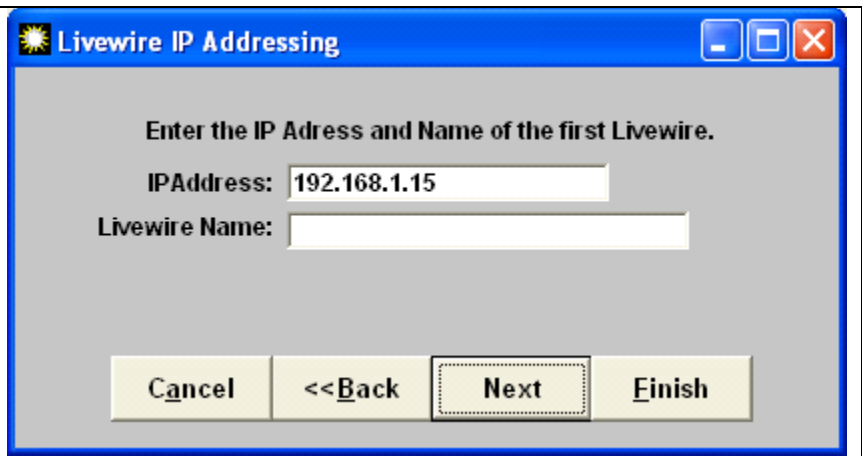 Livewire IP Addressing
Enter the IP Adress and Name of the first Livewire.
IPAddress: 192.168.1.15
Livewire Name:
Cancel <<Back Next Finish